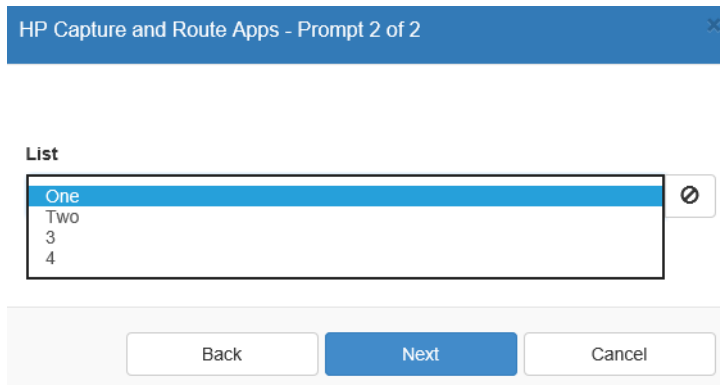 HP Capture and Route Apps - Prompt 2 of 2
List
One
Two
3
4
Back Next Cancel